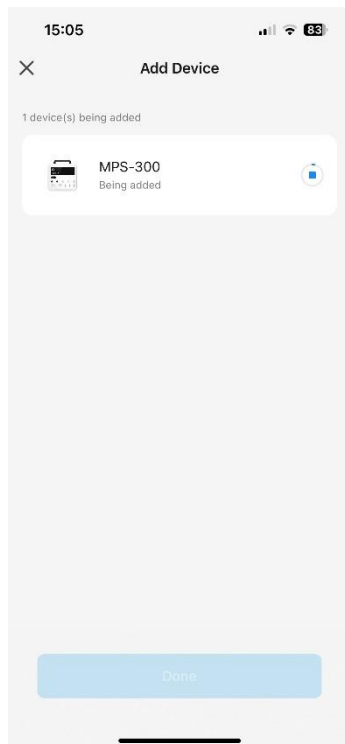 15:05
83
Add Device
1 device(s) being added
MPS-300
Being added
Done